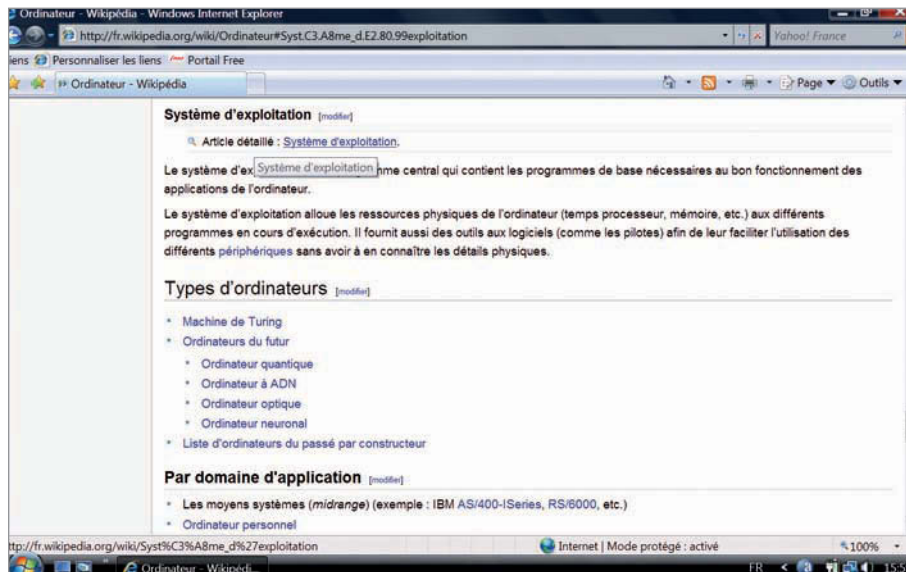 Ordinateur - Wikipédia - Windows Internet Explorer
http://fr.wikipedia.org/wiki/Ordinateur#Syst.C3.A8me_d.E2.80.99exploitation
Yahoo! France
iens Personnaliser les liens Portail Free
Ordinateur - Wikipédia
Page Outils
Système d'exploitation [modifier]
Article détaillé : Système d'exploitation.
Système d'exploitation
Le système d'ex mme central qui contient les programmes de base nécessaires au bon fonctionnement des
applications de l'ordinateur.
Le système d'exploitation alloue les ressources physiques de l'ordinateur (temps processeur, mémoire, etc.) aux différents
programmes en cours d'exécution. Il fournit aussi des outils aux logiciels (comme les pilotes) afin de leur faciliter l'utilisation des
différents périphériques sans avoir à en connaître les détails physiques.
Types d'ordinateurs [modifier]
Machine de Turing
Ordinateurs du futur
Ordinateur quantique
Ordinateur à ADN
Ordinateur optique
Ordinateur neuronal
Liste d'ordinateurs du passé par constructeur
Par domaine d'application [modifier]
Les moyens systèmes (midrange) (exemple : IBM AS/400-ISeries, RS/6000, etc.)
Ordinateur personnel
ttp://fr.wikipedia.org/wiki/Syst%C3%A8me_d%27exploitation
Internet | Mode protégé : activé
100%
Ordinateur - Wikipédi...
FR
15:5